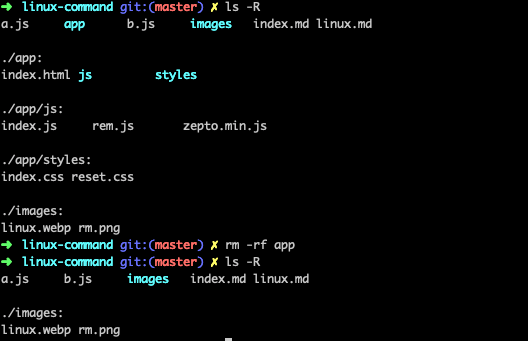 ➜ linux-command git:(master) ✗ ls -R
a.js app b.js images index.md linux.md
./app:
index.html js styles
./app/js:
index.js rem.js zepto.min.js
./app/styles:
index.css reset.css
./images:
linux.webp rm.png
➜ linux-command git:(master) ✗ rm -rf app
➜ linux-command git:(master) ✗ ls -R
a.js b.js images index.md linux.md
./images:
linux.webp rm.png